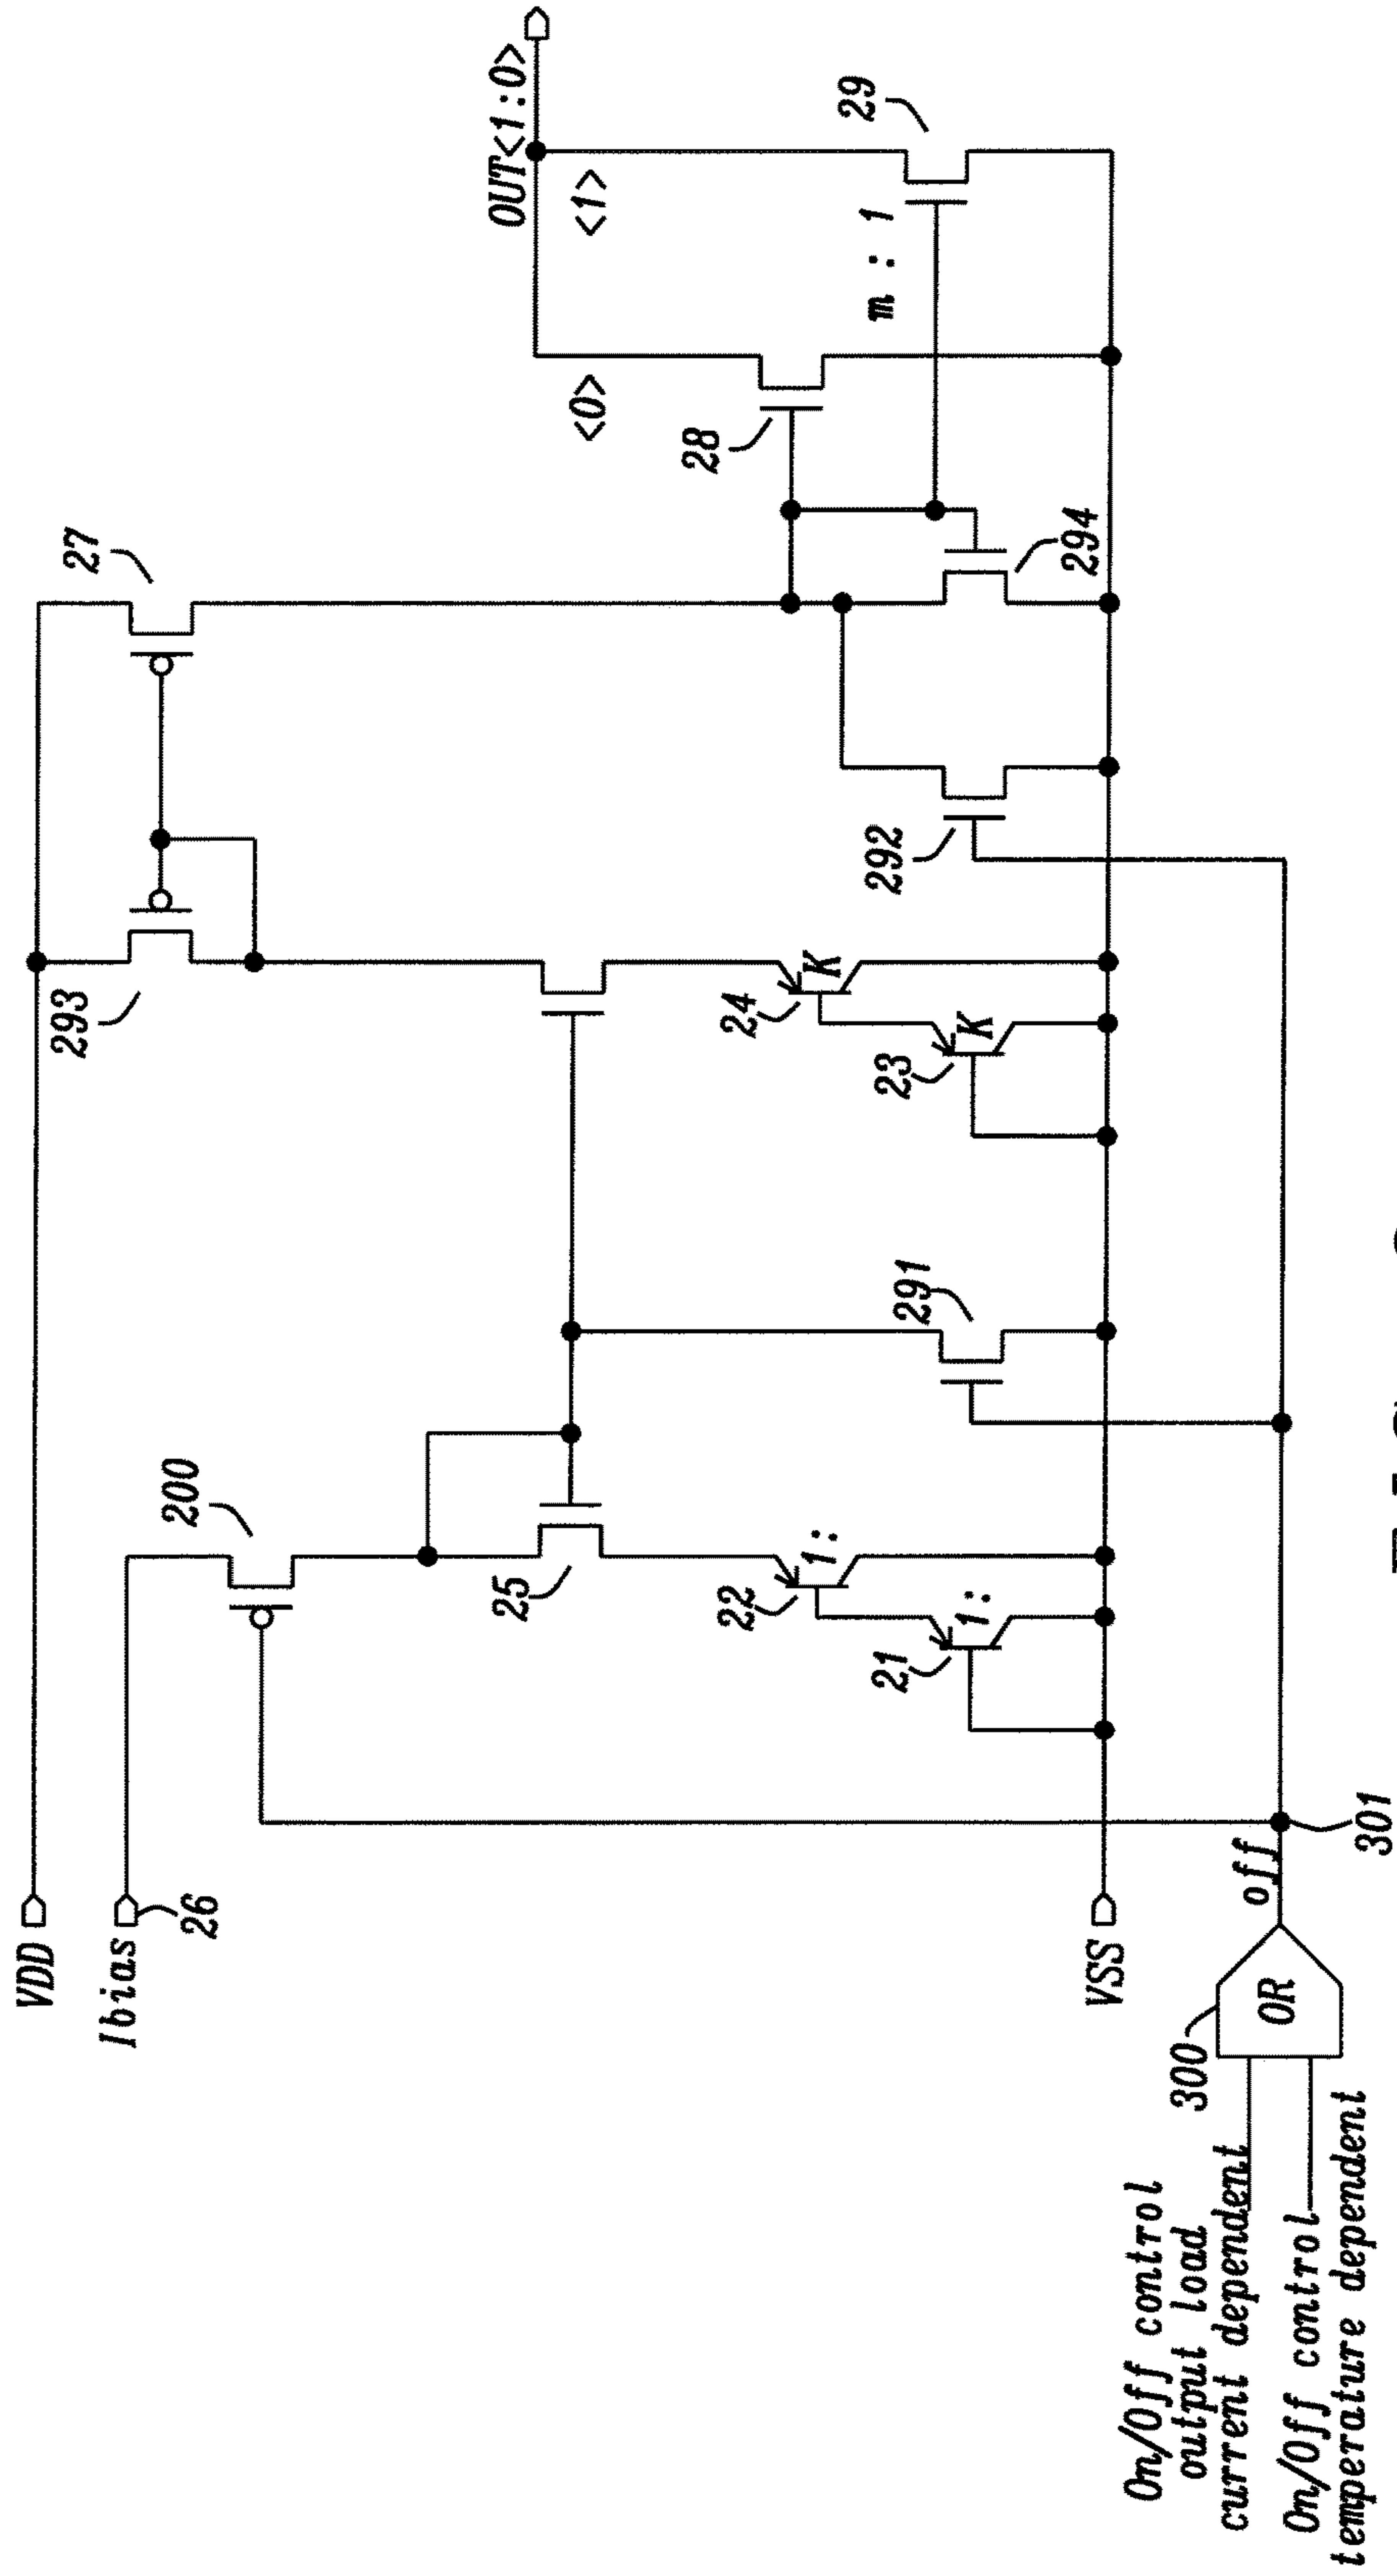 VDD
Ibias
26
200
293
27
OUT<1:0>
<0>
<1>
25
28
22
1:
24
K
21
1:
23
K
291
292
294
29
m : 1
VSS
300
OR
off
301
On/Off control
output load
current dependent
On/Off control
temperature dependent